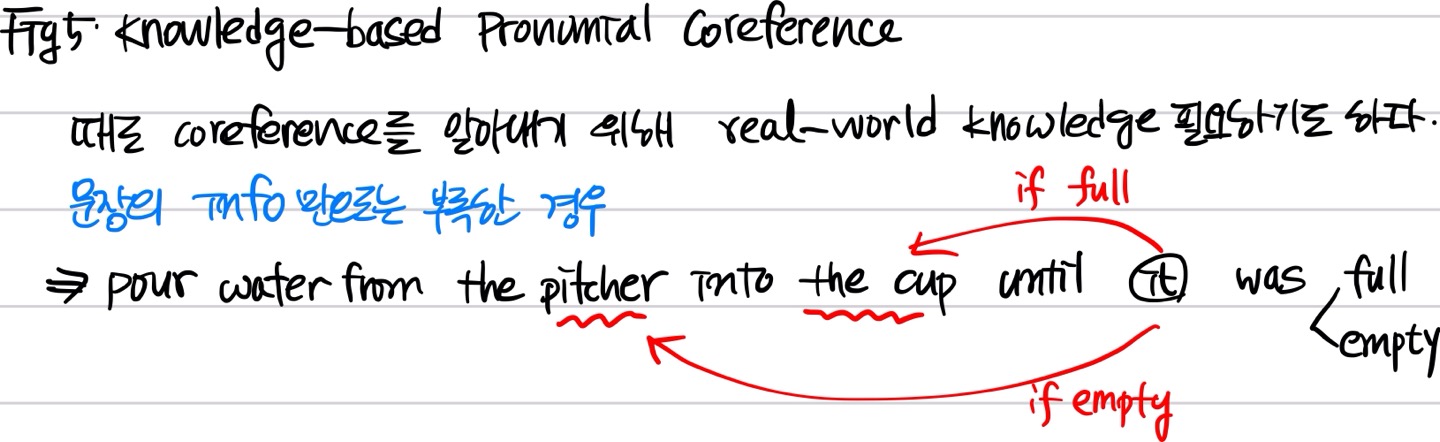 Fig5. Knowledge-based Pronumtal Coreference
때로 coreference를 알아내기 위해 real-world knowledge 필요하기도 하다.
문장의 Info 만으로는 부족한 경우
if full
⇒ pour water from the pitcher into the cup until it was full
empty
if empty